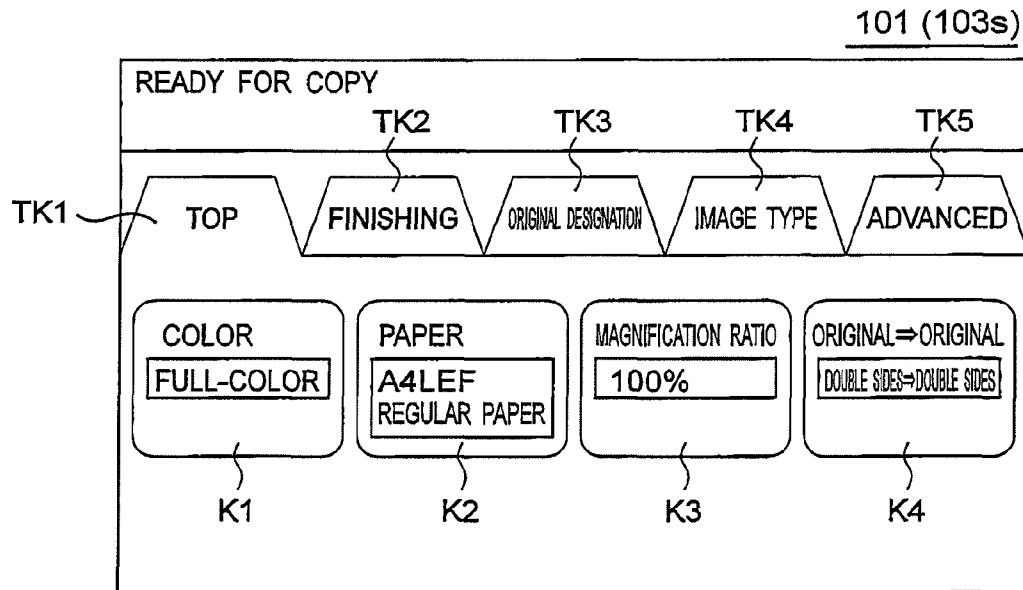 101 (103s)
READY FOR COPY
TK2 TK3 TK4 TK5
TK1 TOP FINISHING ORIGINAL DESIGNATION IMAGE TYPE ADVANCED
COLOR PAPER MAGNIFICATION RATIO ORIGINAL⇒ORIGINAL
FULL-COLOR A4LEF 100% DOUBLE SIDES⇒DOUBLE SIDES
REGULAR PAPER
K1 K2 K3 K4